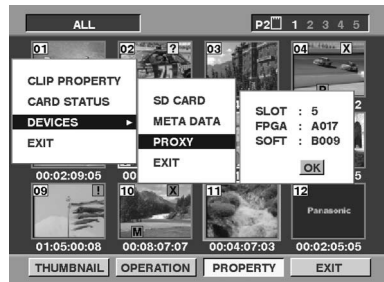 ALL
P2 1 2 3 4 5
01
02 ?
03
04 X
R
CLIP PROPERTY
CARD STATUS
DEVICES
EXIT
SD CARD
META DATA
PROXY
EXIT
SLOT : 5
FPGA : A017
SOFT : B009
OK
2
00:02:09:05
00
5
09 !
10 X
M
11
12
Panasonic
01:05:00:08
00:08:07:07
00:04:07:03
00:02:05:05
THUMBNAIL
OPERATION
PROPERTY
EXIT